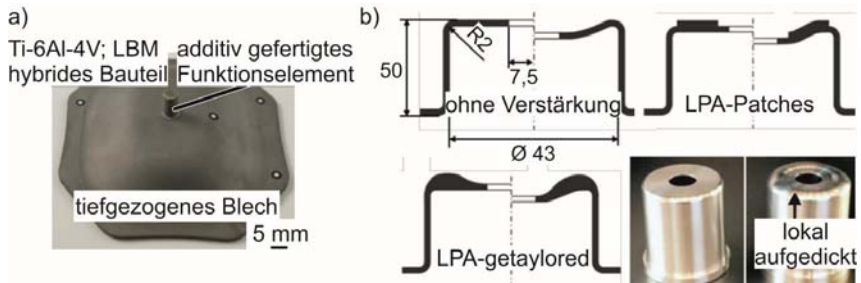 a)
Ti-6Al-4V; LBM additiv gefertigtes
hybrides Bauteil Funktionselement
tiefgezogenes Blech
5 mm
b)
50
R2
7,5
ohne Verstärkung
Ø 43
LPA-Patches
LPA-getaylored
lokal
aufgedickt